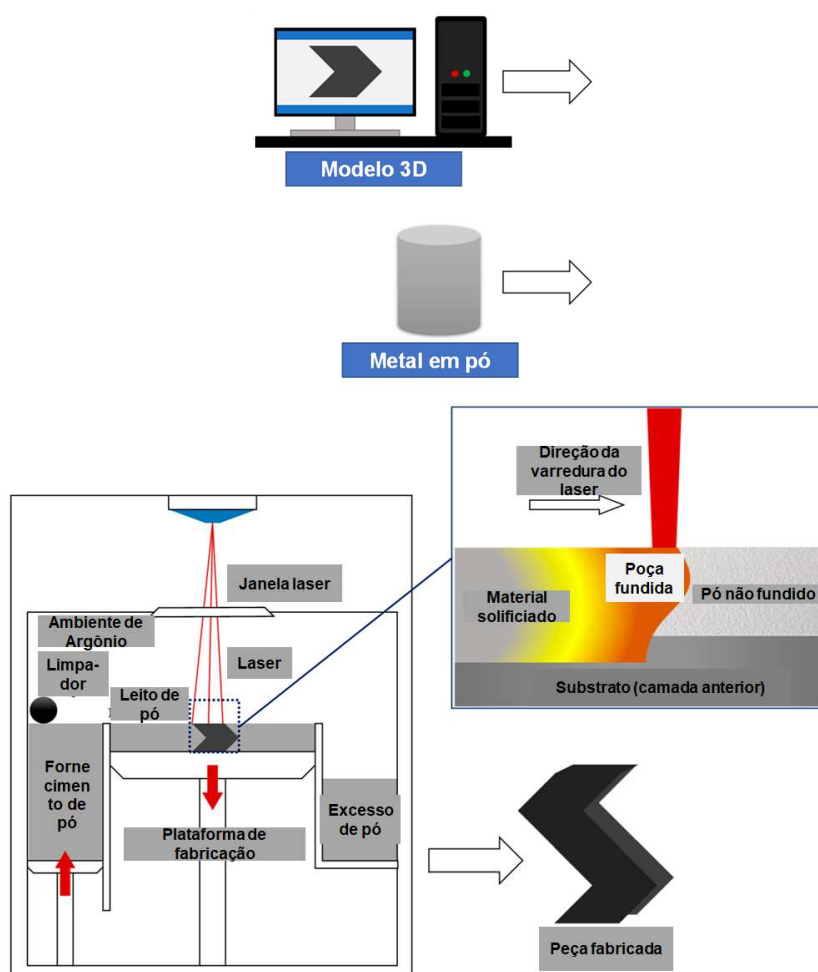 Modelo 3D
Metal em pó
Direção da
varredura do
laser
Poça
fundida
Material
solificiado
Pó não fundido
Substrato (camada anterior)
Janela laser
Ambiente de
Argônio
Limpa-
dor
Laser
Leito de
pó
Forne
cimen
to de
pó
Plataforma de
fabricação
Excesso
de pó
Peça fabricada